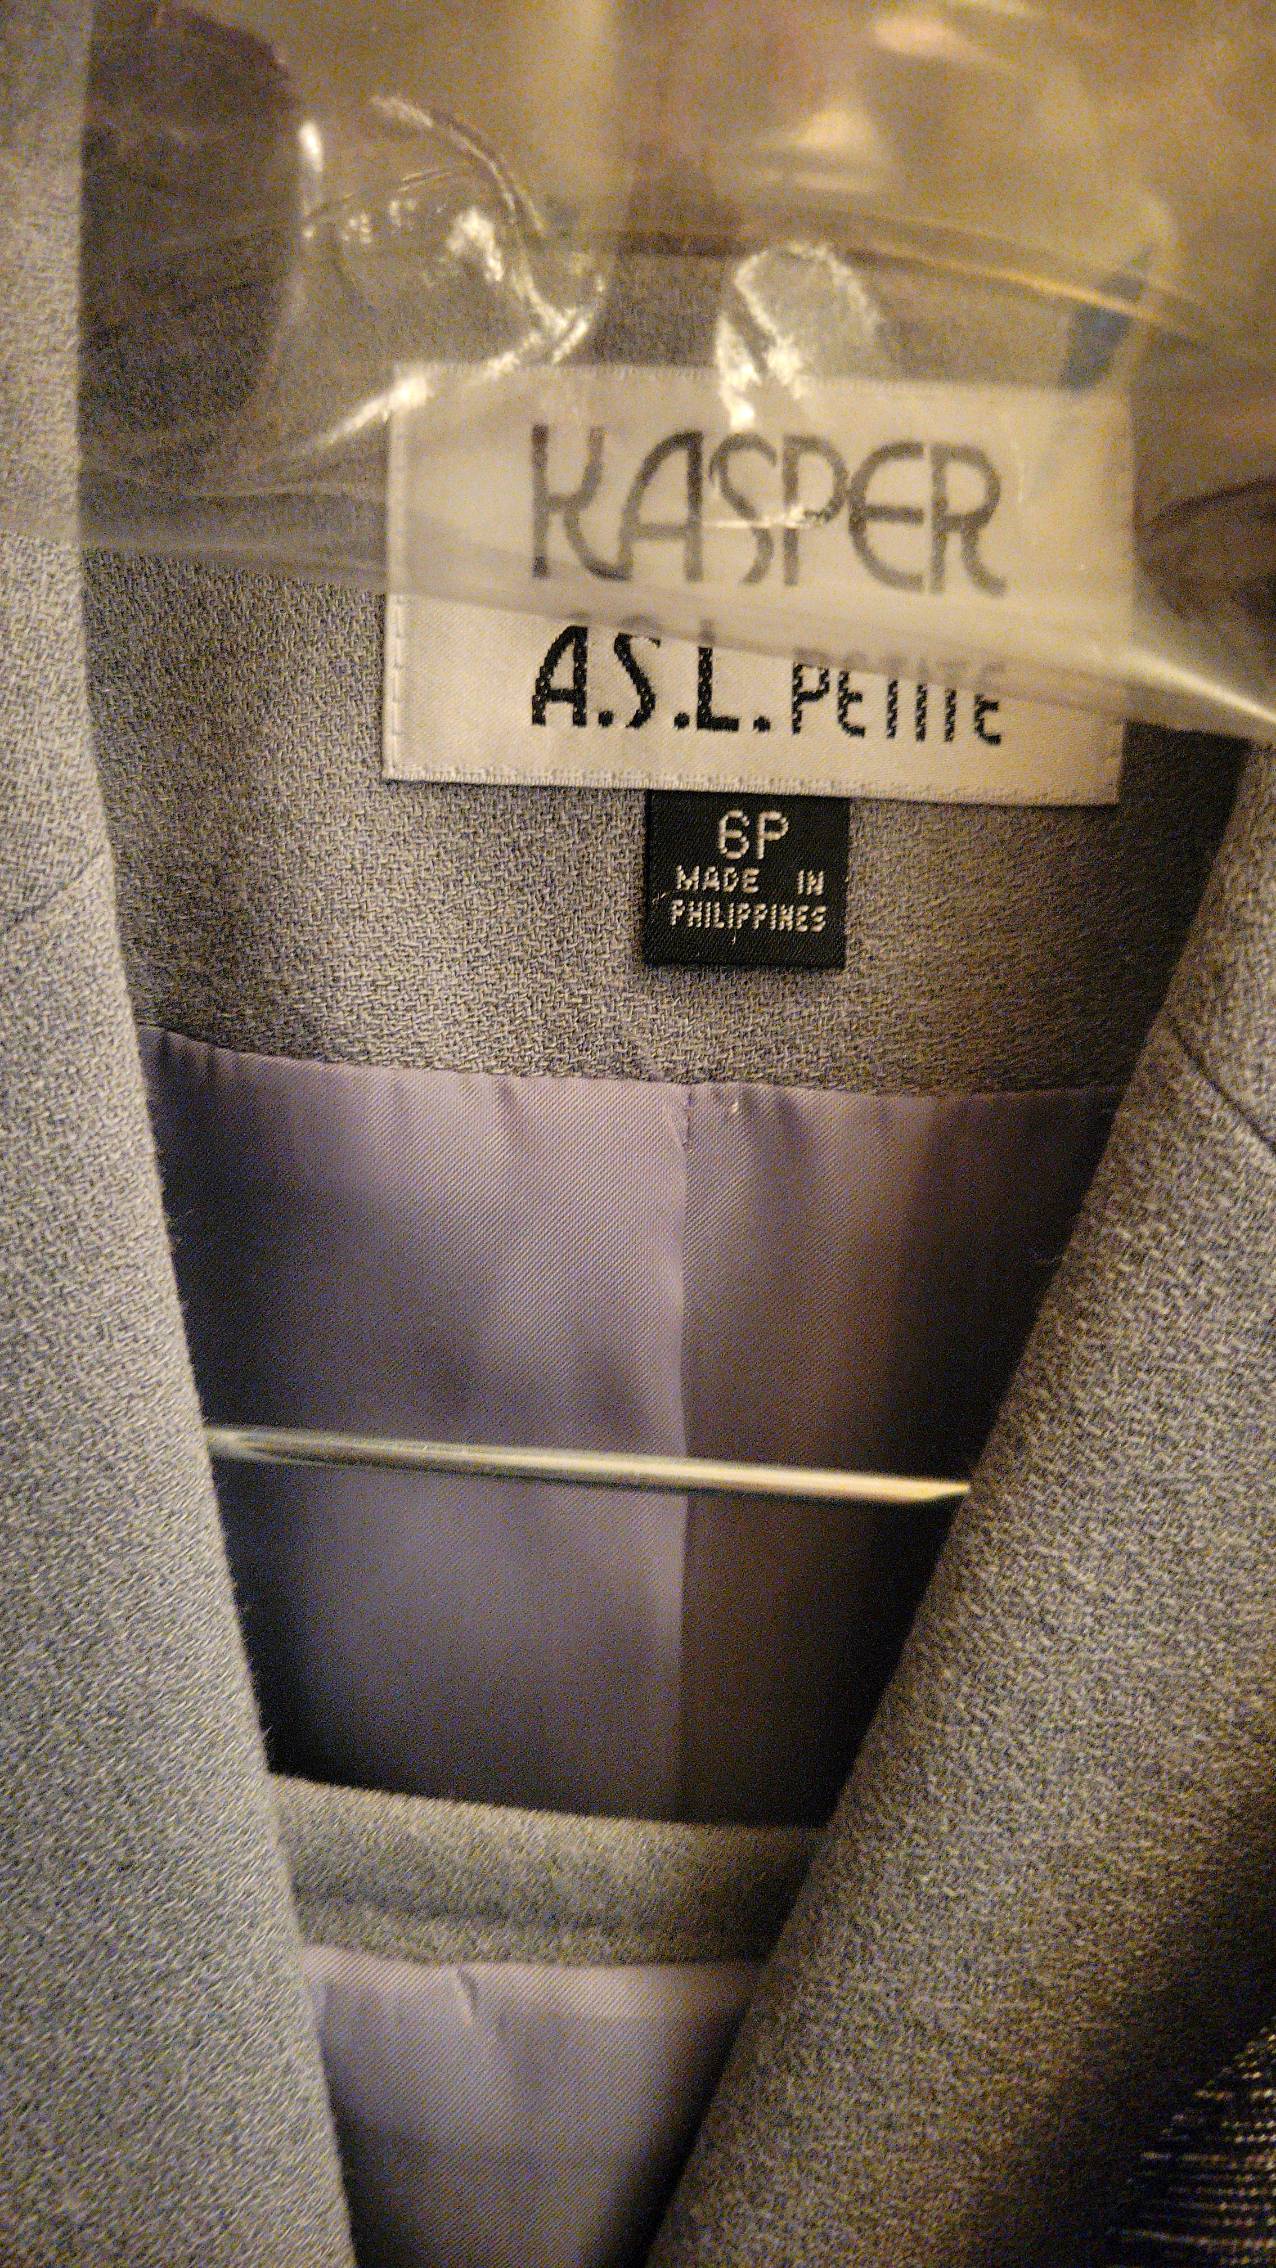 KASPER
A.S.L. PETITE
6P
MADE IN
PHILIPPINES